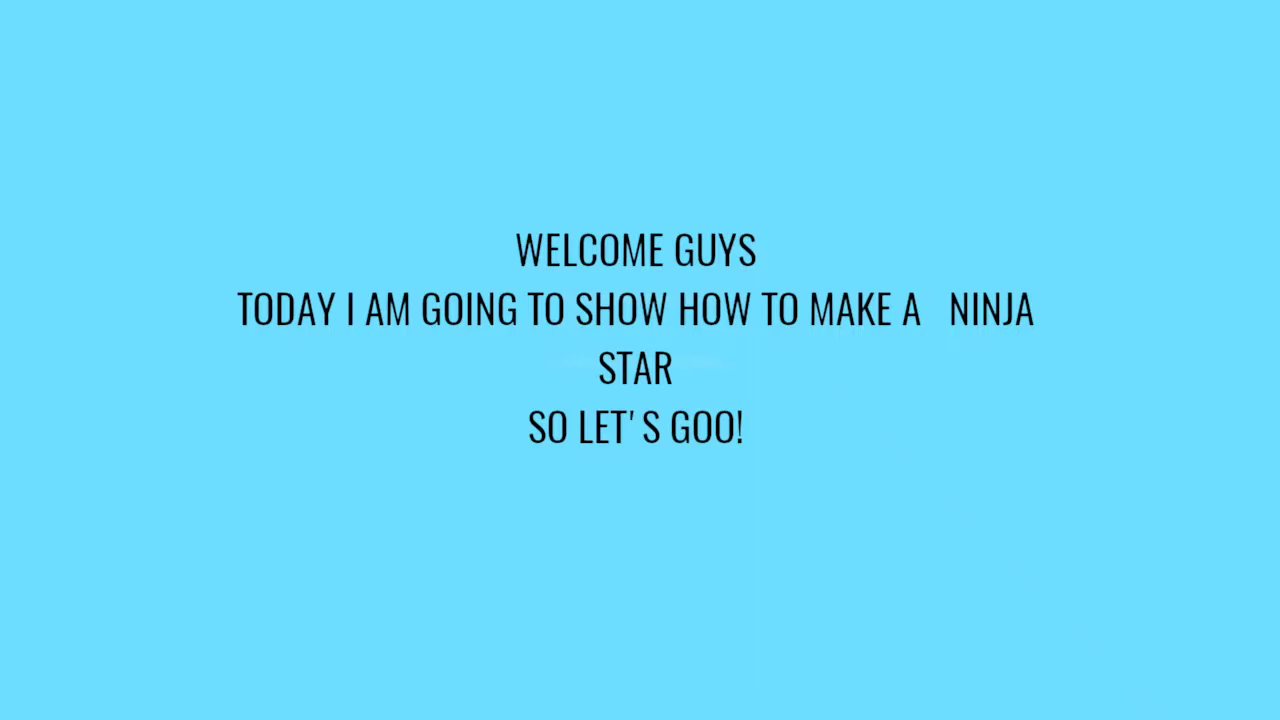 WELCOME GUYS
TODAY I AM GOING TO SHOW HOW TO MAKE A   NINJA
STAR
SO LET'S GOO!